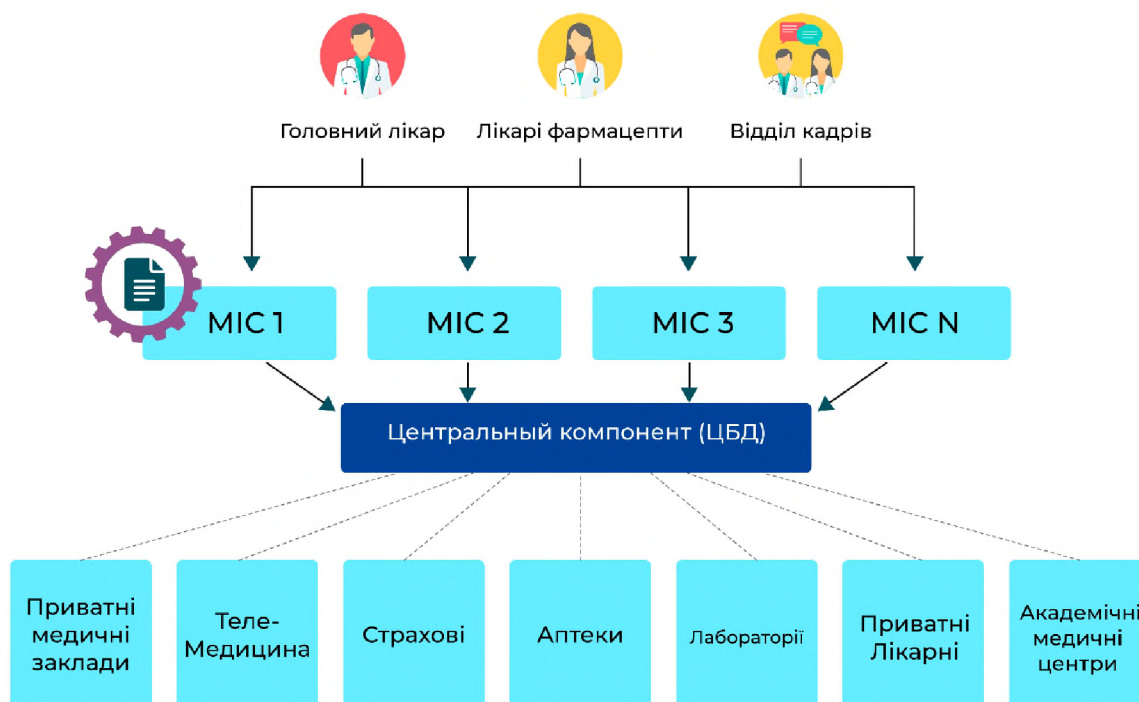 Головний лікар
Лікарі фармацепти
Відділ кадрів
МІС 1
МІС 2
МІС 3
МІС N
Центральный компонент (ЦБД)
Приватні
медичні
заклади
Теле-
Медицина
Страхові
Аптеки
Лабораторії
Приватні
Лікарні
Академічні
медичні
центри